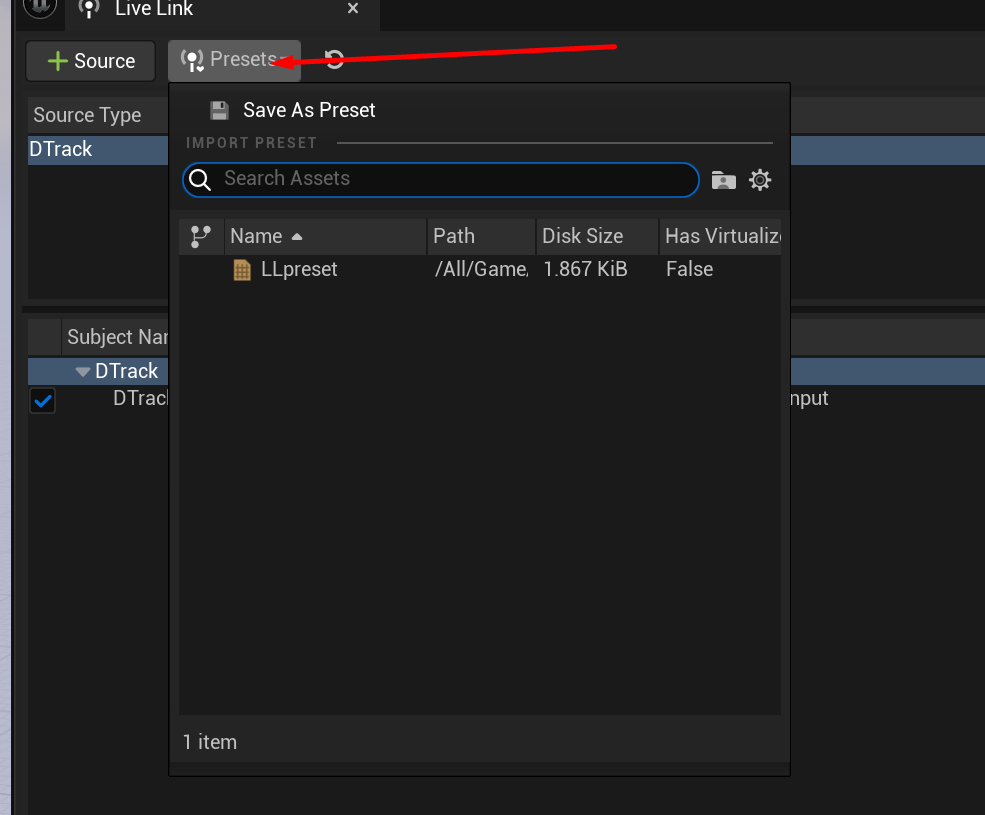 Live Link
Source
Presets
Save As Preset
Source Type
IMPORT PRESET
DTrack
Search Assets
Name Path Disk Size Has Virtualiz
LLpreset /All/Game, 1.867 KiB False
Subject Nar
DTrack
DTrac nput
1 item